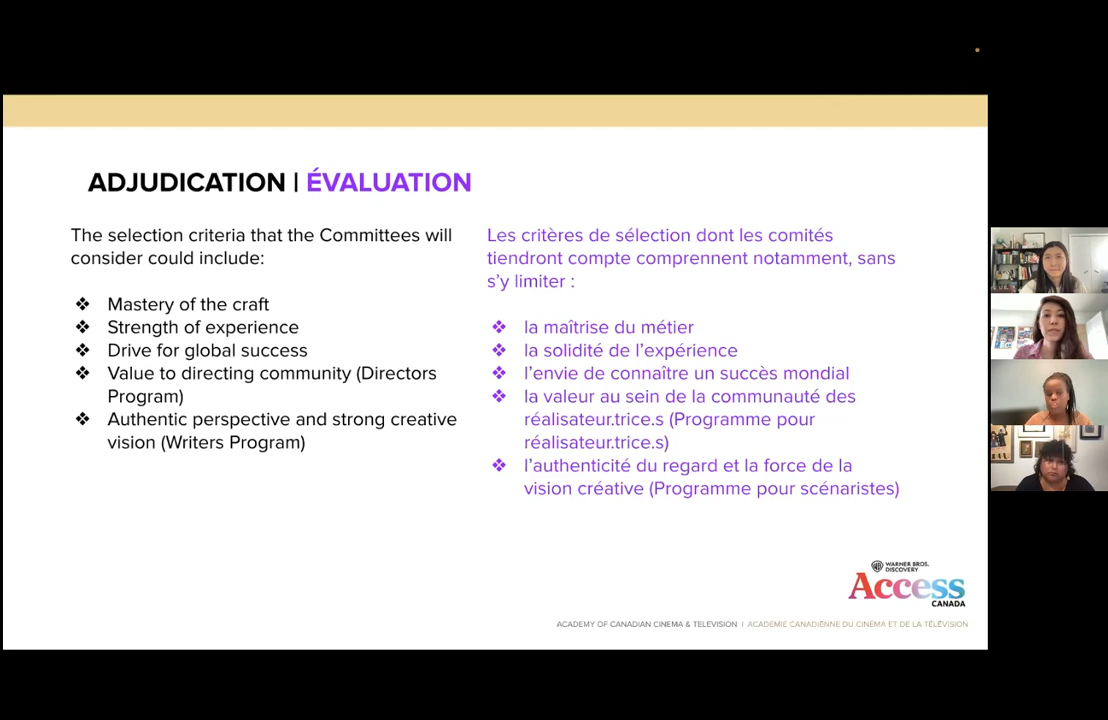 ADJUDICATION | ÉVALUATION
The selection criteria that the Committees will
consider could include:
❖ Mastery of the craft
❖ Strength of experience
❖ Drive for global success
❖ Value to directing community (Directors
Program)
❖ Authentic perspective and strong creative
vision (Writers Program)
Les critères de sélection dont les comités
tiendront compte comprennent notamment, sans
s’y limiter :
❖ la maîtrise du métier
❖ la solidité de l’expérience
❖ l’envie de connaître un succès mondial
❖ la valeur au sein de la communauté des
réalisateur.trice.s (Programme pour
réalisateur.trice.s)
❖ l’authenticité du regard et la force de la
vision créative (Programme pour scénaristes)
WARNER BROS.
DISCOVERY
Access
CANADA
ACADEMY OF CANADIAN CINEMA & TELEVISION | ACADÉMIE CANADIENNE DU CINÉMA ET DE LA TÉLÉVISION